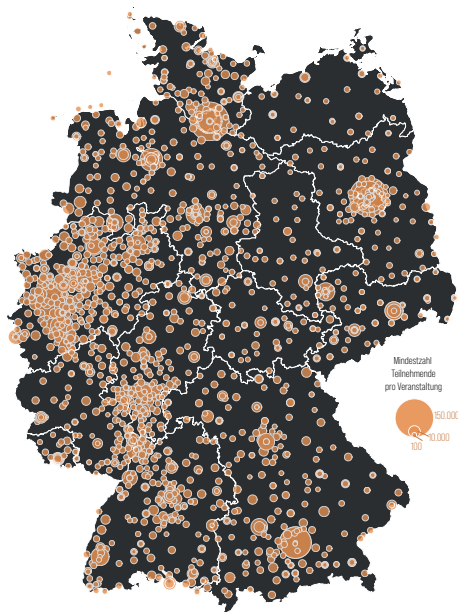 Mindestzahl
Teilnehmende
pro Veranstaltung
150.000
10.000
100